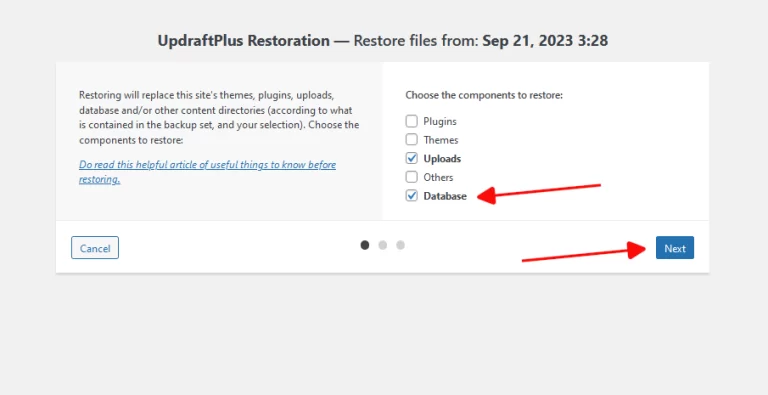 UpdraftPlus Restoration — Restore files from: Sep 21, 2023 3:28
Restoring will replace this site's themes, plugins, uploads,
database and/or other content directories (according to what
is contained in the backup set, and your selection). Choose the
components to restore:
Do read this helpful article of useful things to know before
restoring.
Choose the components to restore:
Plugins
Themes
Uploads
Others
Database
Cancel
Next